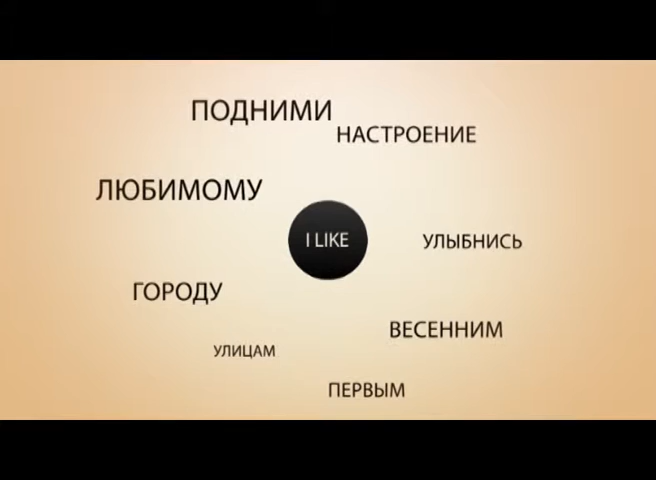 ПОДНИМИ
НАСТРОЕНИЕ
ЛЮБИМОМУ
I LIKE
УЛЫБНИСЬ
ГОРОДУ
ВЕСЕННИМ
УЛИЦАМ
ПЕРВЫМ